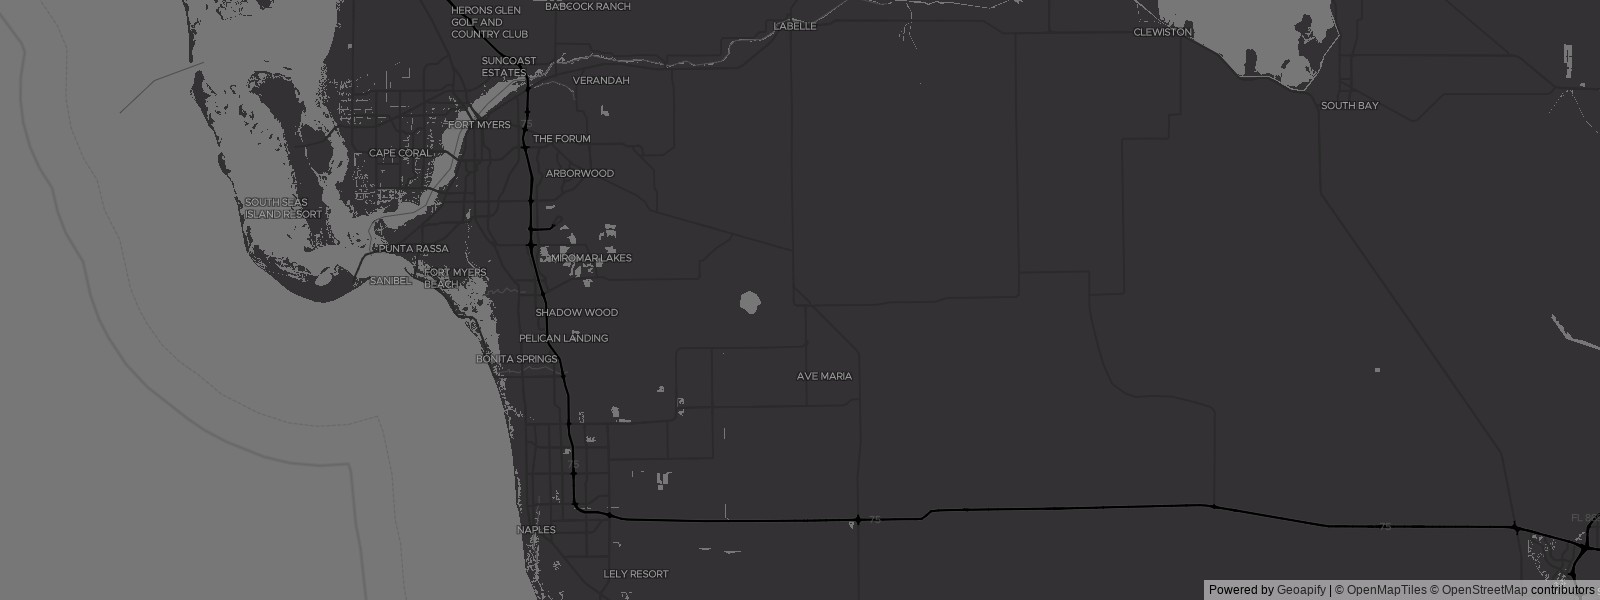 HERONS GLEN
GOLF AND
COUNTRY CLUB
BABCOCK RANCH
LABELLE
CLEWISTON
SUNCOAST
ESTATES
VERANDAH
SOUTH BAY
FORT MYERS
75
THE FORUM
CAPE CORAL
ARBORWOOD
SOUTH SEAS
ISLAND RESORT
PUNTA RASSA
MIROMAR LAKES
SANIBEL
FORT MYERS
BEACH
SHADOW WOOD
PELICAN LANDING
BONITA SPRINGS
AVE MARIA
75
NAPLES
75
75
LELY RESORT
Powered by Geoapify | © OpenMapTiles © OpenStreetMap contributors